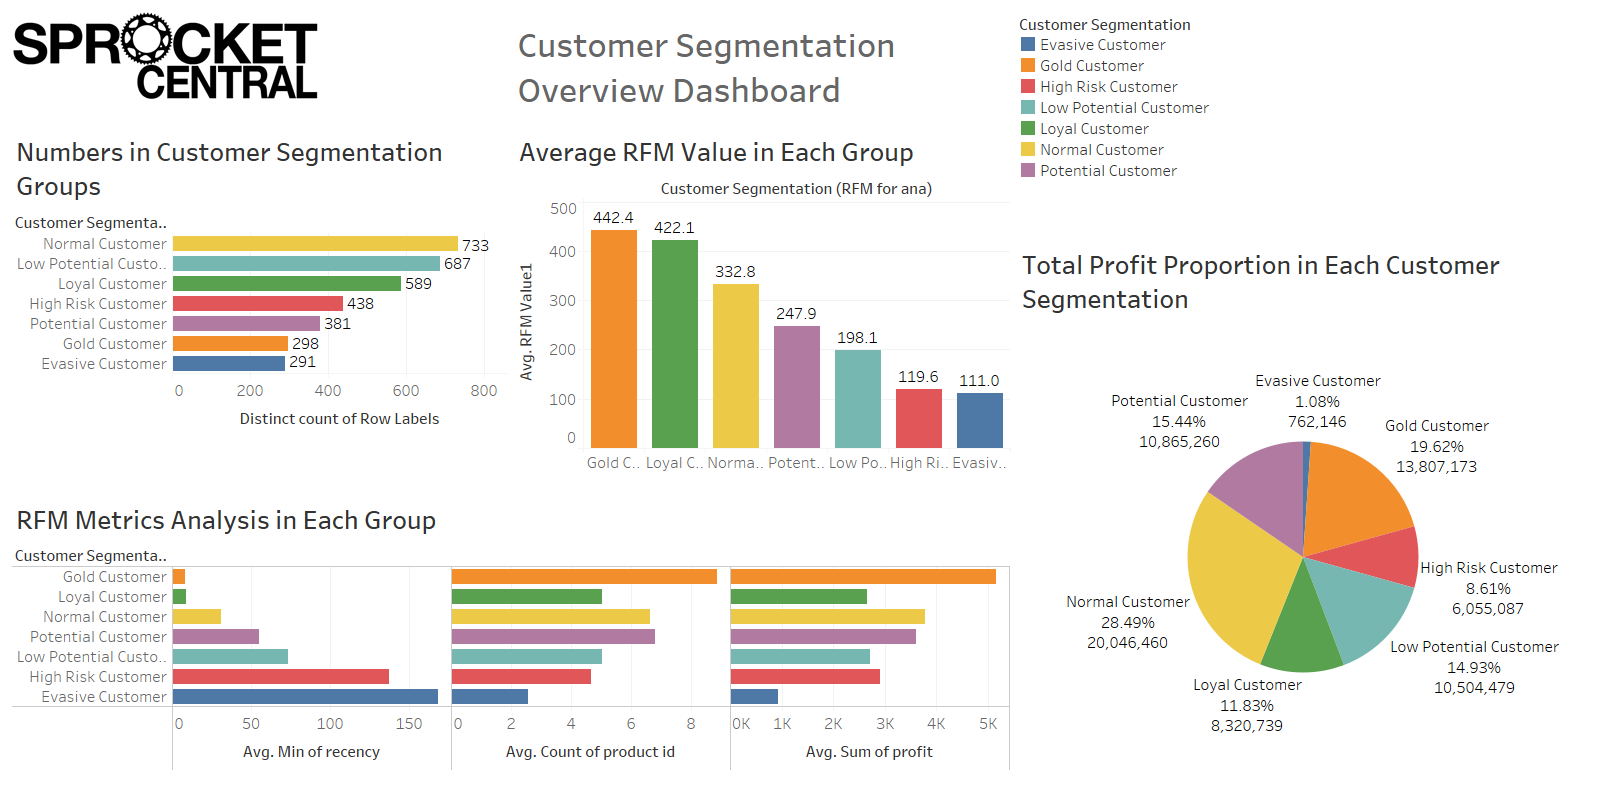 SPROCKET
CENTRAL
Customer Segmentation
Overview Dashboard
Customer Segmentation
Evasive Customer
Gold Customer
High Risk Customer
Low Potential Customer
Loyal Customer
Normal Customer
Potential Customer
Numbers in Customer Segmentation
Groups
Customer Segmenta..
Normal Customer 733
Low Potential Custo.. 687
Loyal Customer 589
High Risk Customer 438
Potential Customer 381
Gold Customer 298
Evasive Customer 291
0 200 400 600 800
Distinct count of Row Labels
Average RFM Value in Each Group
Customer Segmentation (RFM for ana)
Avg. RFM Value1
500
400
300
200
100
0
442.4
422.1
332.8
247.9
198.1
119.6
111.0
Gold C.. Loyal C.. Norma.. Potent.. Low Po.. High Ri.. Evasiv..
Total Profit Proportion in Each Customer
Segmentation
Evasive Customer
1.08%
762,146
Gold Customer
19.62%
13,807,173
High Risk Customer
8.61%
6,055,087
Low Potential Customer
14.93%
10,504,479
Loyal Customer
11.83%
8,320,739
Normal Customer
28.49%
20,046,460
Potential Customer
15.44%
10,865,260
RFM Metrics Analysis in Each Group
Customer Segmenta..
Gold Customer
Loyal Customer
Normal Customer
Potential Customer
Low Potential Custo..
High Risk Customer
Evasive Customer
0 50 100 150
Avg. Min of recency
0 2 4 6 8
Avg. Count of product id
0K 1K 2K 3K 4K 5K
Avg. Sum of profit